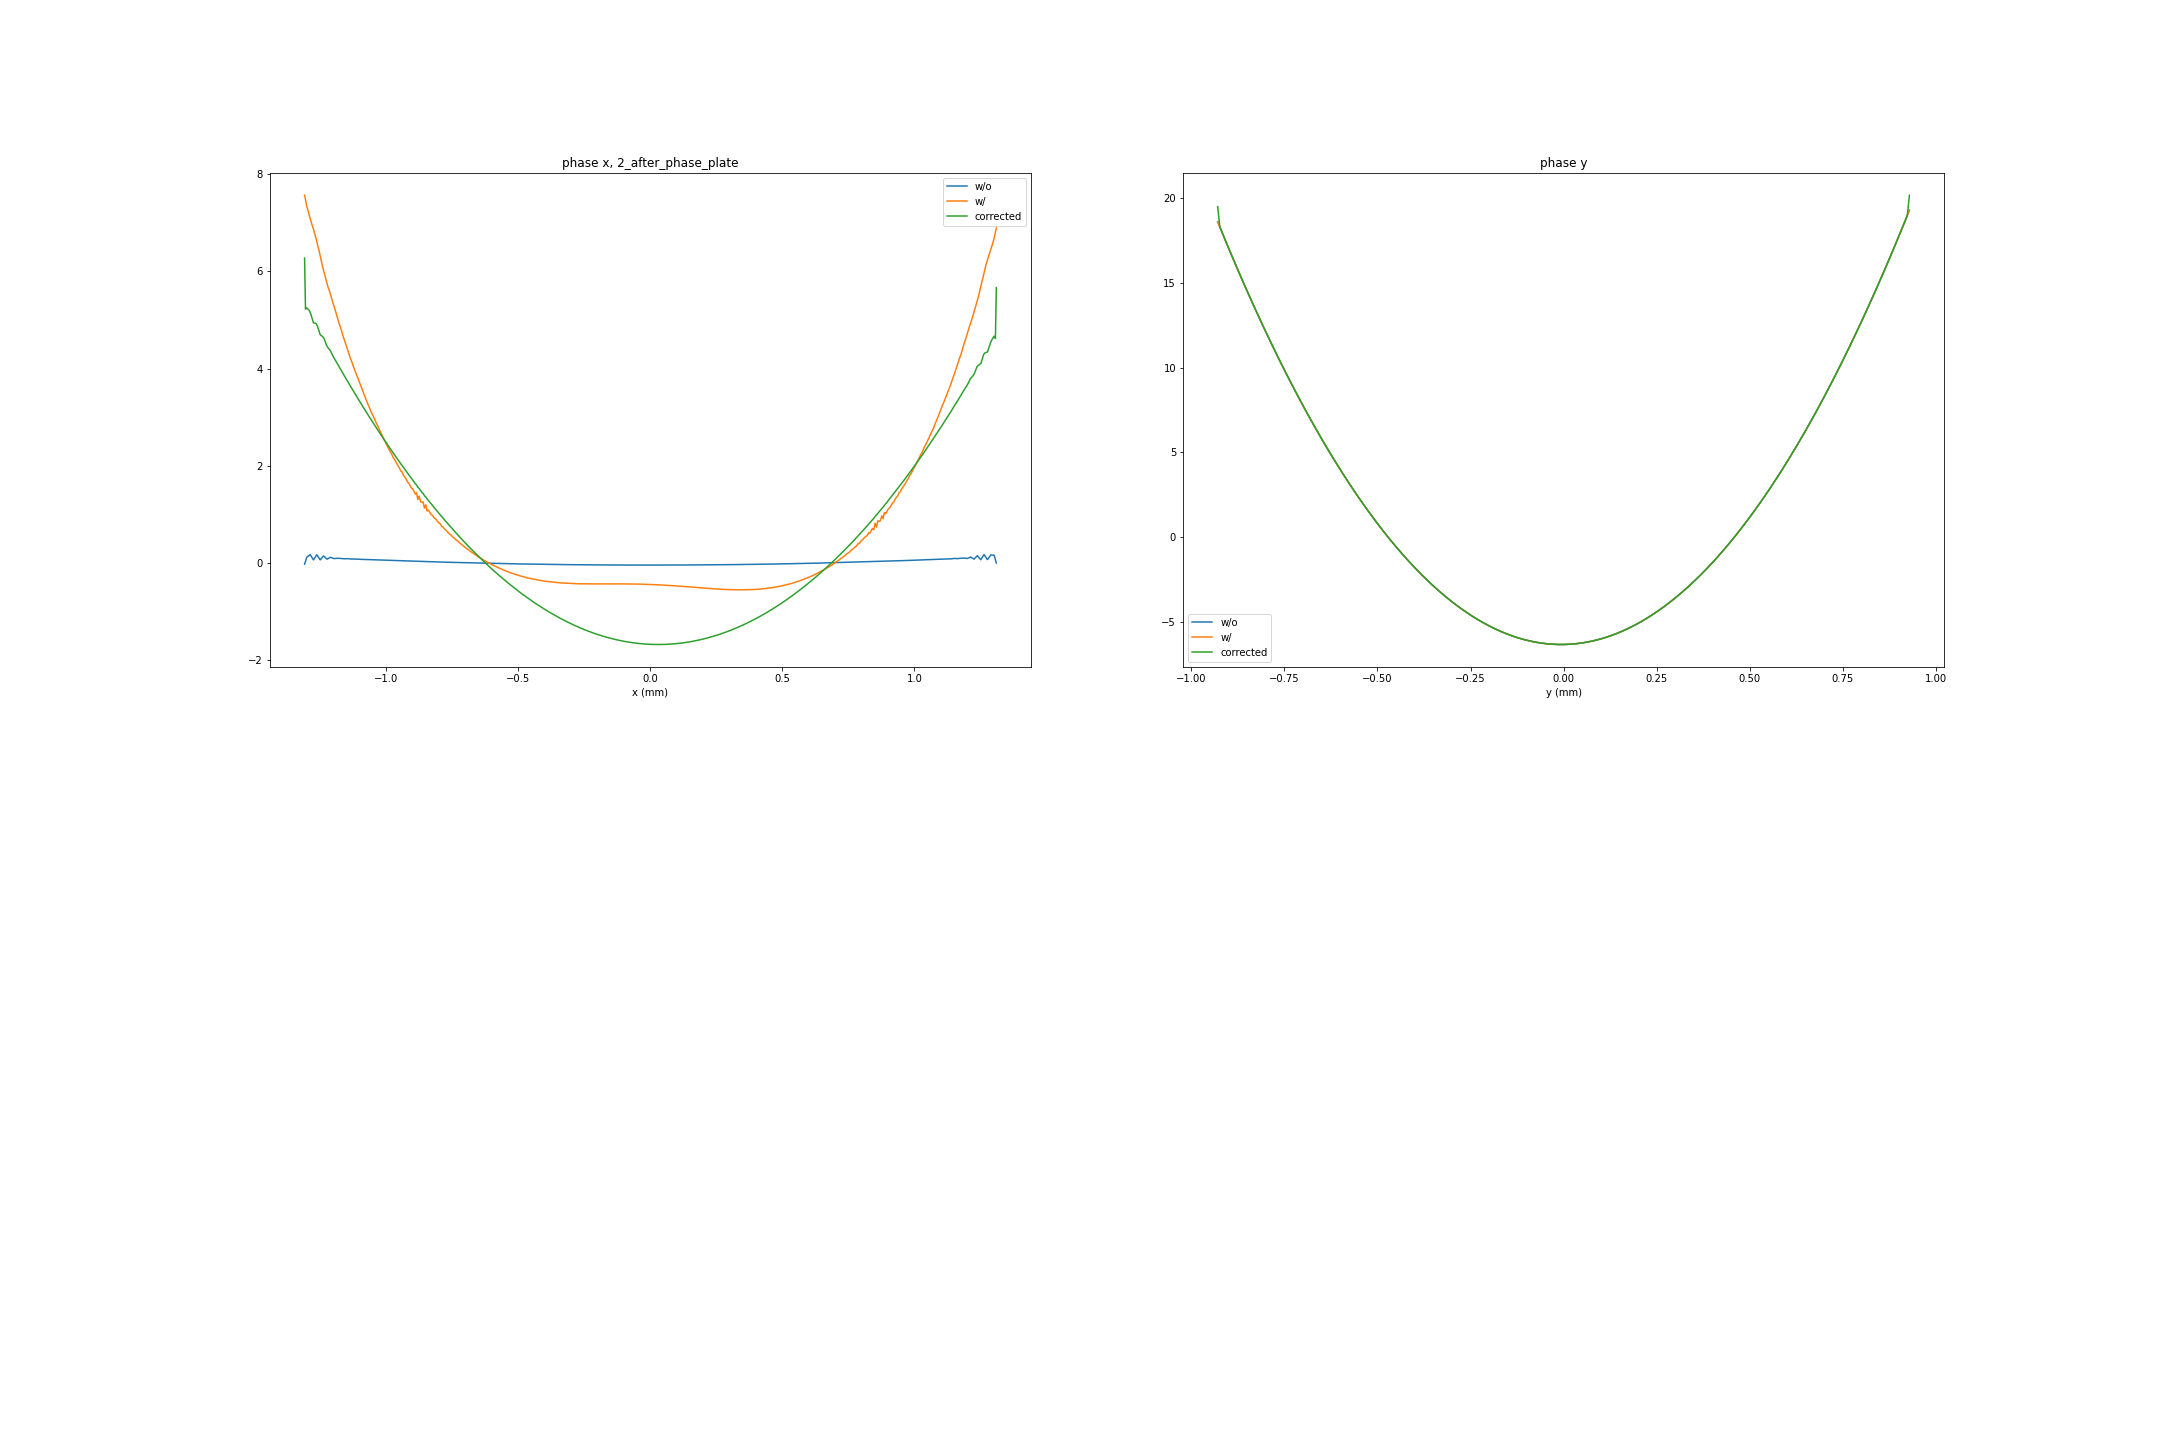 phase x, 2_after_phase_plate
8
6
4
2
0
−2
−1.0 −0.5 0.0 0.5 1.0
x (mm)
w/o
w/
corrected
phase y
20
15
10
5
0
−5
−1.00 −0.75 −0.50 −0.25 0.00 0.25 0.50 0.75 1.00
y (mm)
w/o
w/
corrected